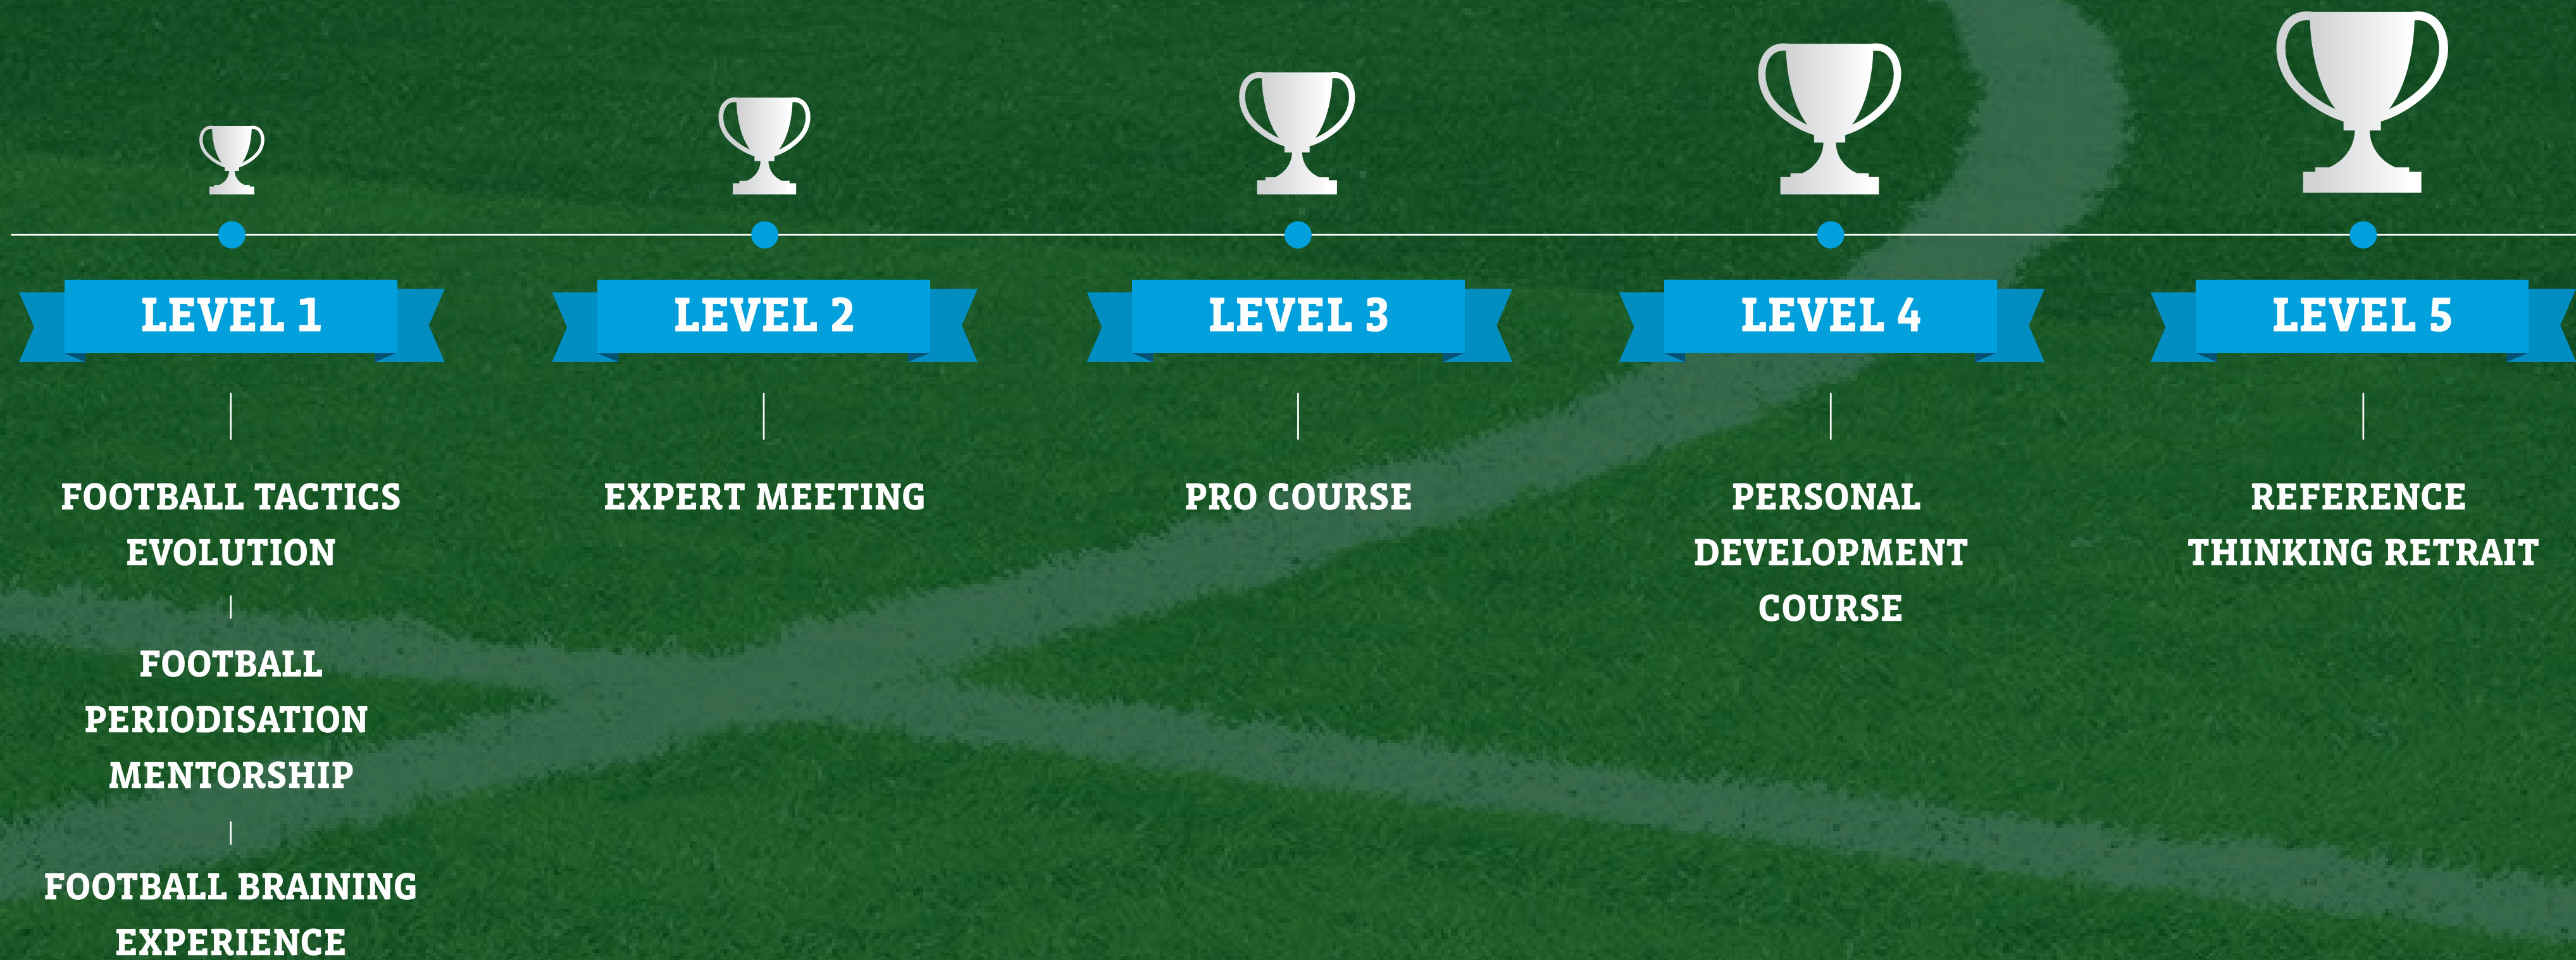 LEVEL 1
FOOTBALL TACTICS
EVOLUTION
FOOTBALL
PERIODISATION
MENTORSHIP
FOOTBALL BRAINING
EXPERIENCE
LEVEL 2
EXPERT MEETING
LEVEL 3
PRO COURSE
LEVEL 4
PERSONAL
DEVELOPMENT
COURSE
LEVEL 5
REFERENCE
THINKING RETRAIT